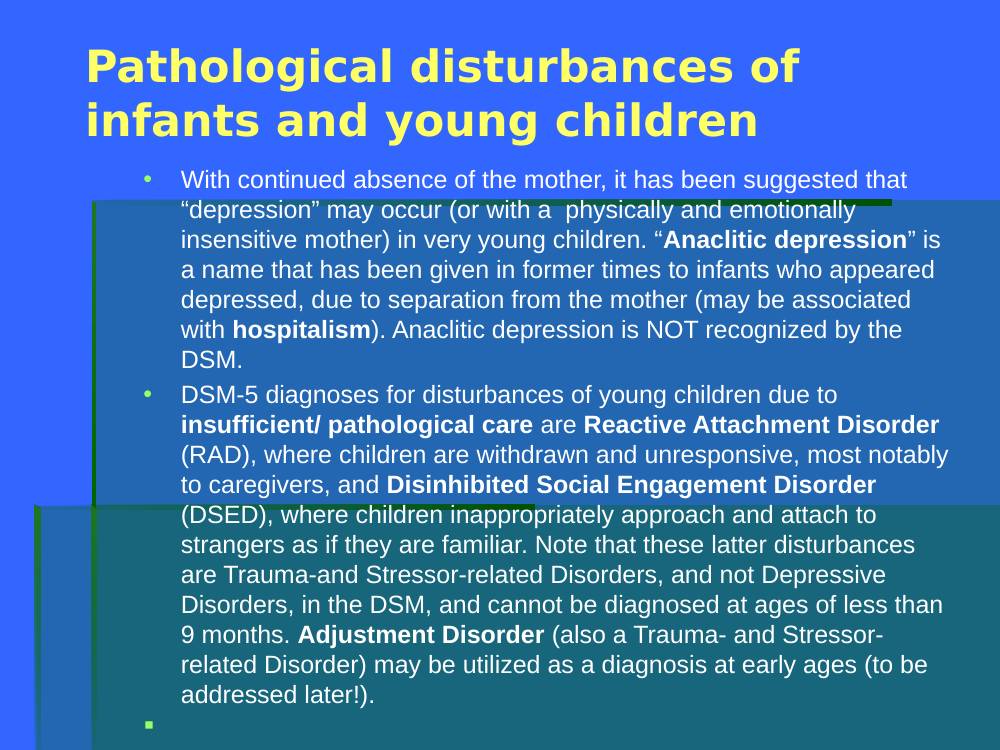 Pathological disturbances of
infants and young children
• With continued absence of the mother, it has been suggested that
“depression” may occur (or with a  physically and emotionally
insensitive mother) in very young children. “Anaclitic depression” is
a name that has been given in former times to infants who appeared
depressed, due to separation from the mother (may be associated
with hospitalism). Anaclitic depression is NOT recognized by the
DSM.
• DSM-5 diagnoses for disturbances of young children due to
insufficient/ pathological care are Reactive Attachment Disorder
(RAD), where children are withdrawn and unresponsive, most notably
to caregivers, and Disinhibited Social Engagement Disorder
(DSED), where children inappropriately approach and attach to
strangers as if they are familiar. Note that these latter disturbances
are Trauma-and Stressor-related Disorders, and not Depressive
Disorders, in the DSM, and cannot be diagnosed at ages of less than
9 months. Adjustment Disorder (also a Trauma- and Stressor-
related Disorder) may be utilized as a diagnosis at early ages (to be
addressed later!).